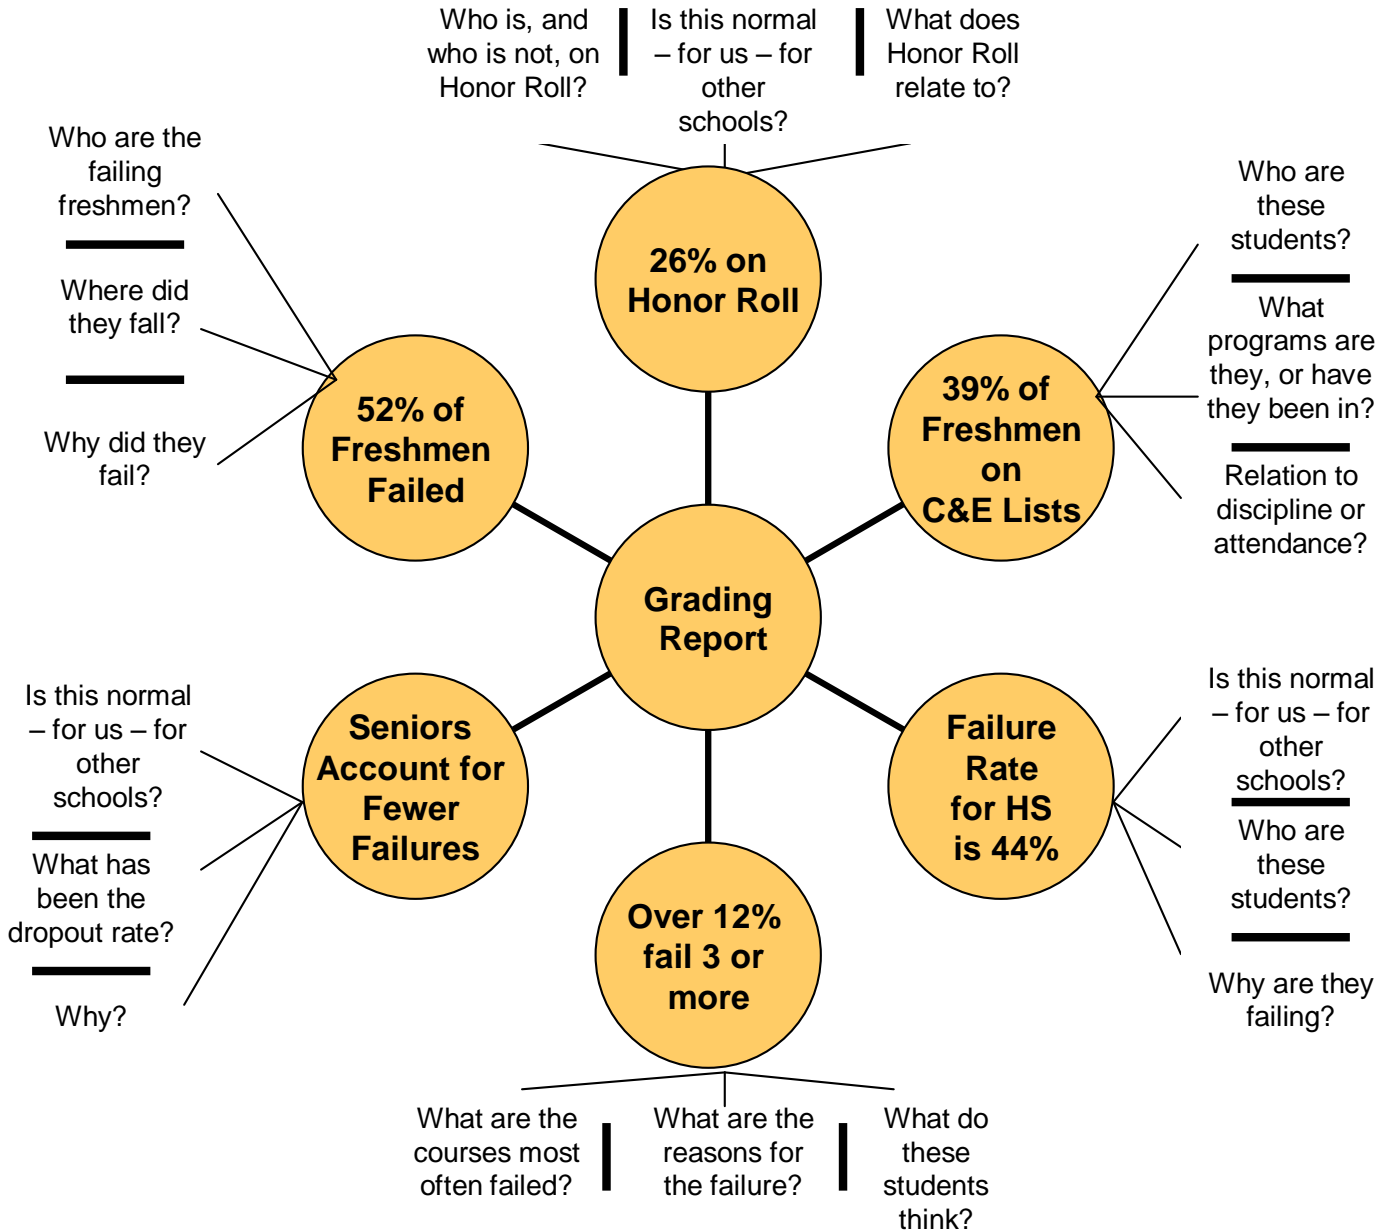 Who is, and
who is not, on
Honor Roll?
Is this normal
– for us – for
other
schools?
What does
Honor Roll
relate to?
26% on
Honor Roll
Who are the
failing
freshmen?
Where did
they fall?
Why did they
fail?
52% of
Freshmen
Failed
39% of
Freshmen
on
C&E Lists
Who are
these
students?
What
programs are
they, or have
they been in?
Relation to
discipline or
attendance?
Grading
Report
Is this normal
– for us – for
other
schools?
What has
been the
dropout rate?
Why?
Seniors
Account for
Fewer
Failures
Failure
Rate
for HS
is 44%
Is this normal
– for us – for
other
schools?
Who are
these
students?
Why are they
failing?
Over 12%
fail 3 or
more
What are the
courses most
often failed?
What are the
reasons for
the failure?
What do
these
students
think?